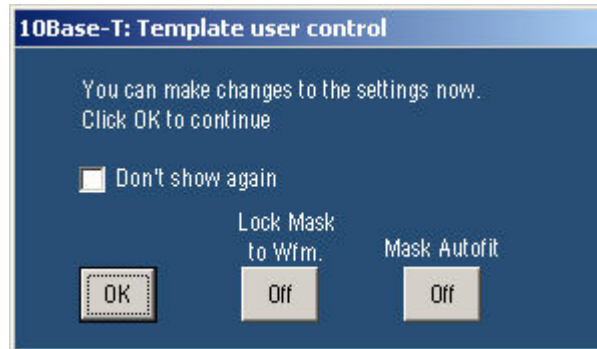 10Base-T: Template user control
You can make changes to the settings now.
Click OK to continue
Don't show again
Lock Mask
to Wfm.
Mask Autofit
OK
Off
Off